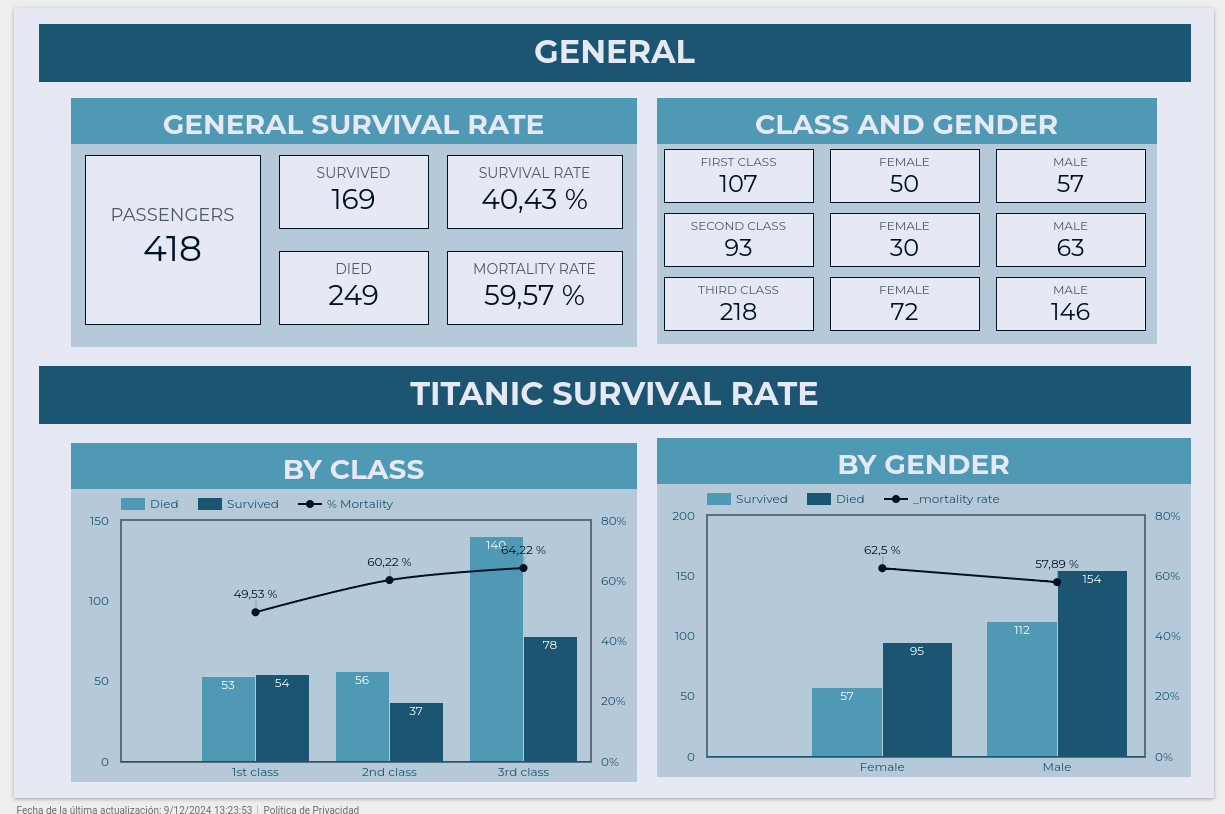 GENERAL
GENERAL SURVIVAL RATE
PASSENGERS
418
SURVIVED
169
SURVIVAL RATE
40,43 %
DIED
249
MORTALITY RATE
59,57 %
CLASS AND GENDER
FIRST CLASS
107
FEMALE
50
MALE
57
SECOND CLASS
93
FEMALE
30
MALE
63
THIRD CLASS
218
FEMALE
72
MALE
146
TITANIC SURVIVAL RATE
BY CLASS
Died Survived % Mortality
150
100
50
0
80%
60%
40%
20%
0%
49,53 %
60,22 %
64,22 %
53
54
56
37
140
78
1st class 2nd class 3rd class
BY GENDER
Survived Died _mortality rate
200
150
100
50
0
80%
60%
40%
20%
0%
62,5 %
57,89 %
57
95
112
154
Female Male
Fecha de la última actualización: 9/12/2024 13:23:53 | Política de Privacidad